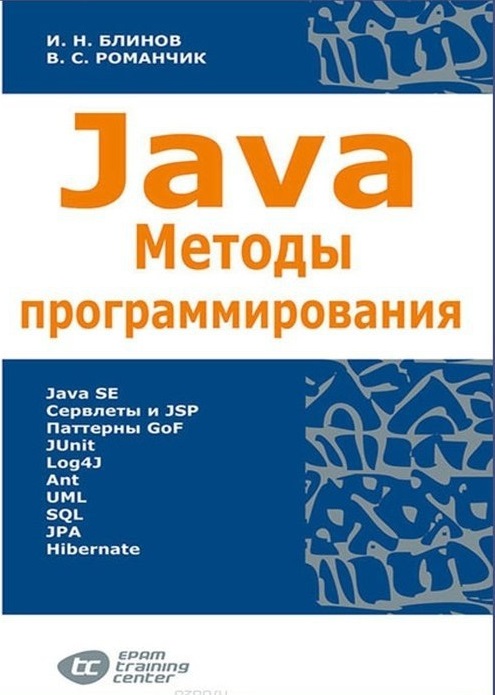 И. Н. БЛИНОВ
В. С. РОМАНЧИК
Java
Методы
программирования
Java SE
Сервлеты и JSP
Паттерны GoF
JUnit
Log4J
Ant
UML
SQL
JPA
Hibernate
tc
EPAM
training
center